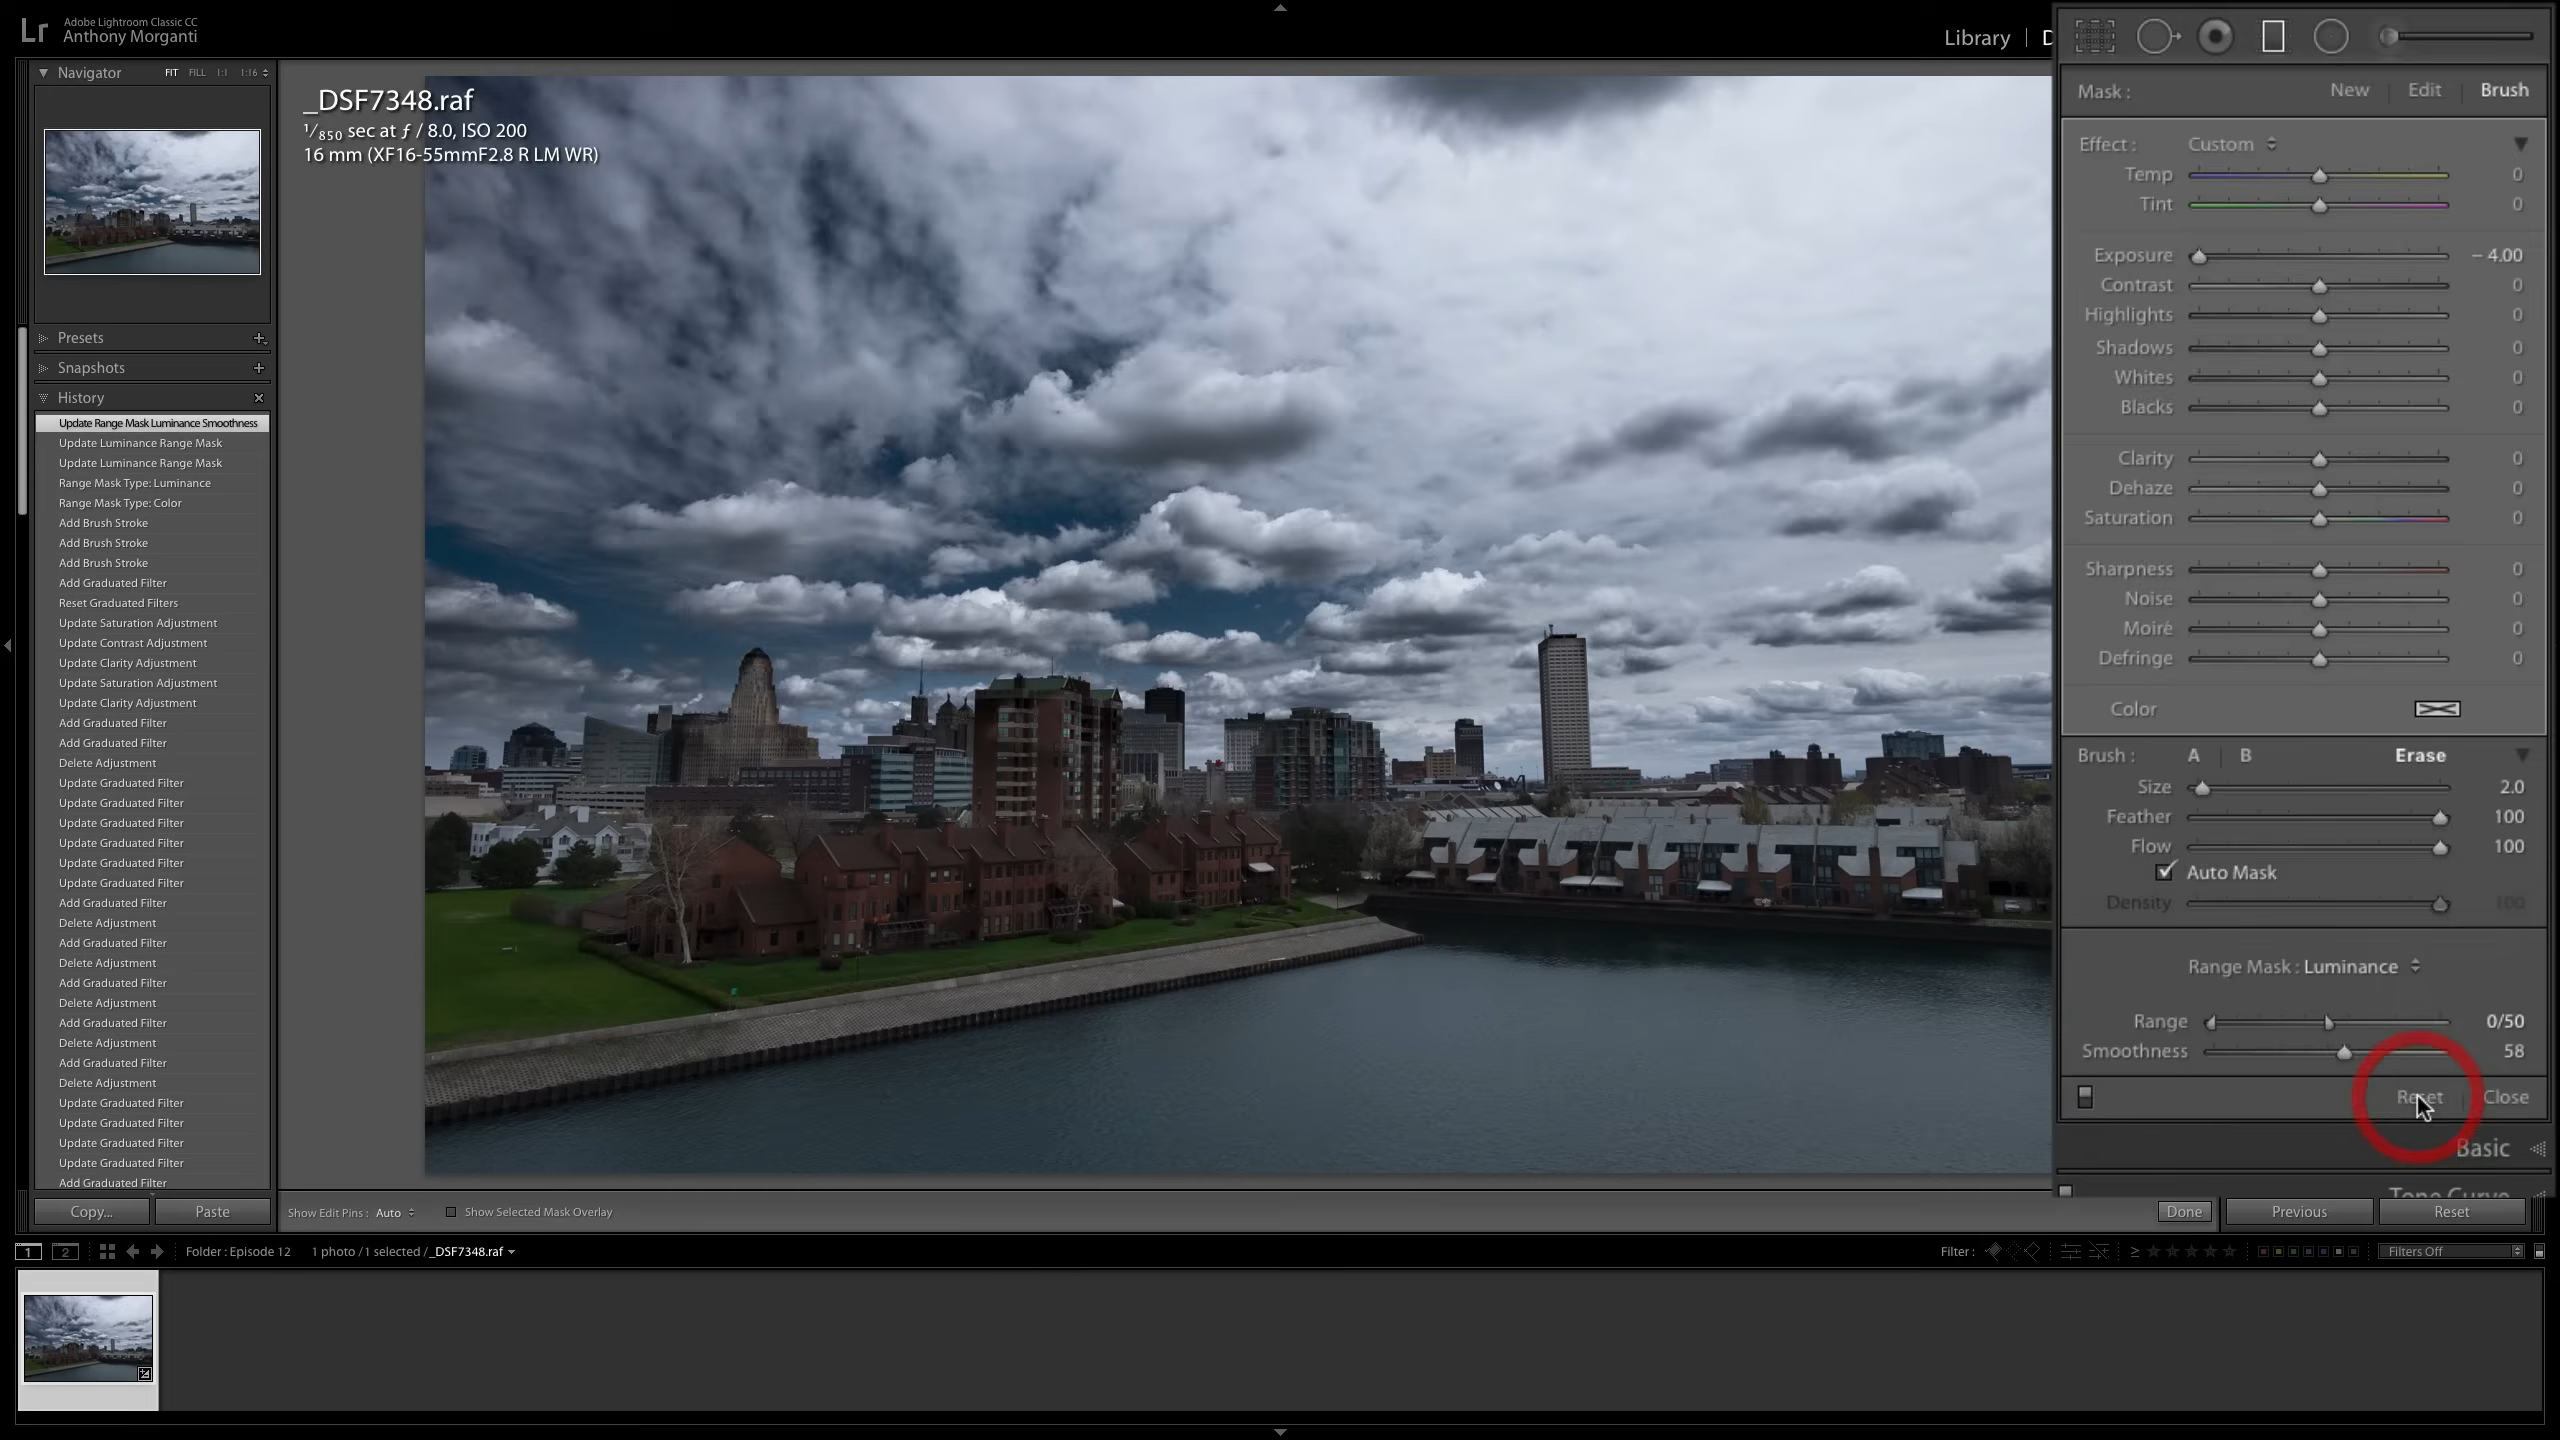 Lr
Adobe Lightroom Classic CC
Anthony Morganti
Library
Navigator FIT FILL 1:1 1:16
Presets
Snapshots
History
Update Range Mask Luminance Smoothness
Update Luminance Range Mask
Update Luminance Range Mask
Range Mask Type: Luminance
Range Mask Type: Color
Add Brush Stroke
Add Brush Stroke
Add Brush Stroke
Add Graduated Filter
Reset Graduated Filters
Update Saturation Adjustment
Update Contrast Adjustment
Update Clarity Adjustment
Update Saturation Adjustment
Update Clarity Adjustment
Add Graduated Filter
Add Graduated Filter
Delete Adjustment
Update Graduated Filter
Update Graduated Filter
Update Graduated Filter
Update Graduated Filter
Update Graduated Filter
Update Graduated Filter
Add Graduated Filter
Delete Adjustment
Add Graduated Filter
Delete Adjustment
Add Graduated Filter
Delete Adjustment
Add Graduated Filter
Delete Adjustment
Add Graduated Filter
Delete Adjustment
Update Graduated Filter
Update Graduated Filter
Update Graduated Filter
Update Graduated Filter
Add Graduated Filter
Copy... Paste
_DSF7348.raf
1/850 sec at ƒ / 8.0, ISO 200
16 mm (XF16-55mmF2.8 R LM WR)
Mask : New Edit Brush
Effect : Custom
Temp 0
Tint 0
Exposure – 4.00
Contrast 0
Highlights 0
Shadows 0
Whites 0
Blacks 0
Clarity 0
Dehaze 0
Saturation 0
Sharpness 0
Noise 0
Moiré 0
Defringe 0
Color
Brush : A B Erase
Size 2.0
Feather 100
Flow 100
Auto Mask
Density 100
Range Mask : Luminance
Range 0/50
Smoothness 58
Reset Close
Basic
Tone Curve
Show Edit Pins : Auto Show Selected Mask Overlay Done Previous Reset
1 2 Folder : Episode 12 1 photo / 1 selected / _DSF7348.raf Filter : ≥ Filters Off